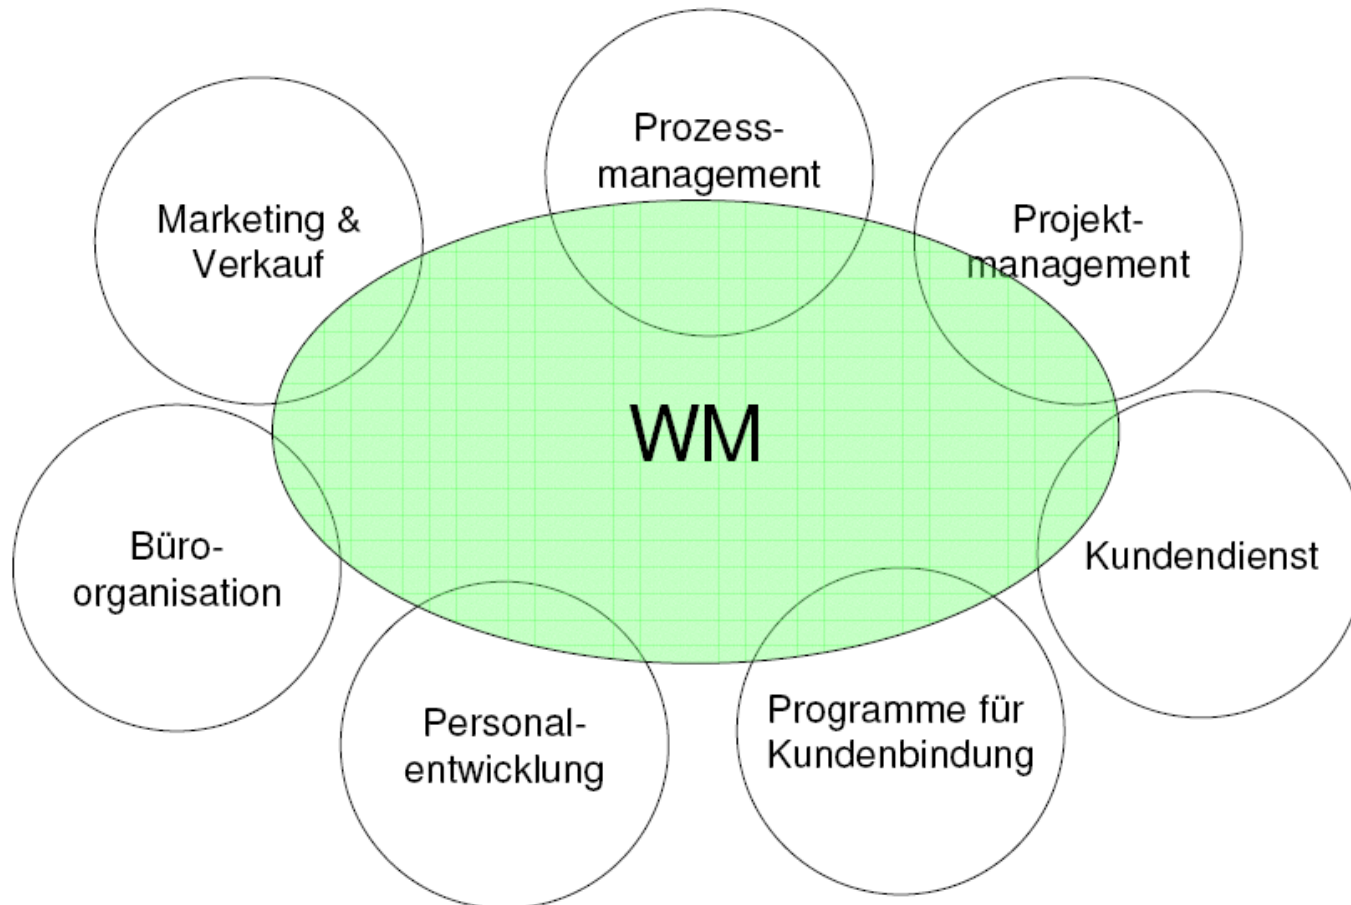 Prozess-
management
Marketing &
Verkauf
Projekt-
management
WM
Büro-
organisation
Kundendienst
Personal-
entwicklung
Programme für
Kundenbindung